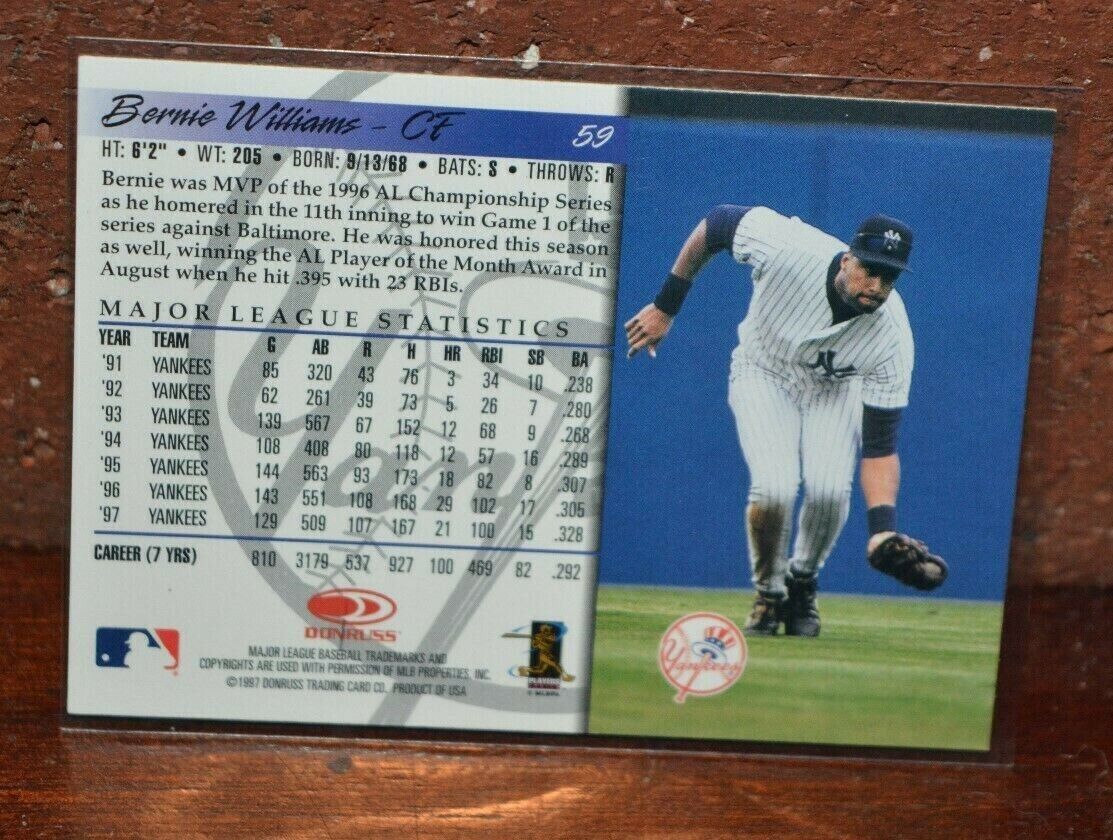 Bernie Williams - CF
59
HT: 6'2" • WT: 205 • BORN: 9/13/68 • BATS: S • THROWS: R
Bernie was MVP of the 1996 AL Championship Series
as he homered in the 11th inning to win Game 1 of the
series against Baltimore. He was honored this season
as well, winning the AL Player of the Month Award in
August when he hit .395 with 23 RBIs.
MAJOR LEAGUE STATISTICS
YEAR TEAM G AB R H HR RBI SB BA
'91 YANKEES 85 320 43 76 3 34 10 .238
'92 YANKEES 62 261 39 73 5 26 7 .280
'93 YANKEES 139 567 67 152 12 68 9 .268
'94 YANKEES 108 408 80 118 12 57 16 .289
'95 YANKEES 144 563 93 173 18 82 8 .307
'96 YANKEES 143 551 108 168 29 102 17 .305
'97 YANKEES 129 509 107 167 21 100 15 .328
CAREER (7 YRS) 810 3179 537 927 100 469 82 .292
DONRUSS
MAJOR LEAGUE BASEBALL TRADEMARKS AND
COPYRIGHTS ARE USED WITH PERMISSION OF MLB PROPERTIES, INC.
©1997 DONRUSS TRADING CARD CO. PRODUCT OF USA
PLAYERS
CHOICE
© MLBPA
Yankees
NY
NY